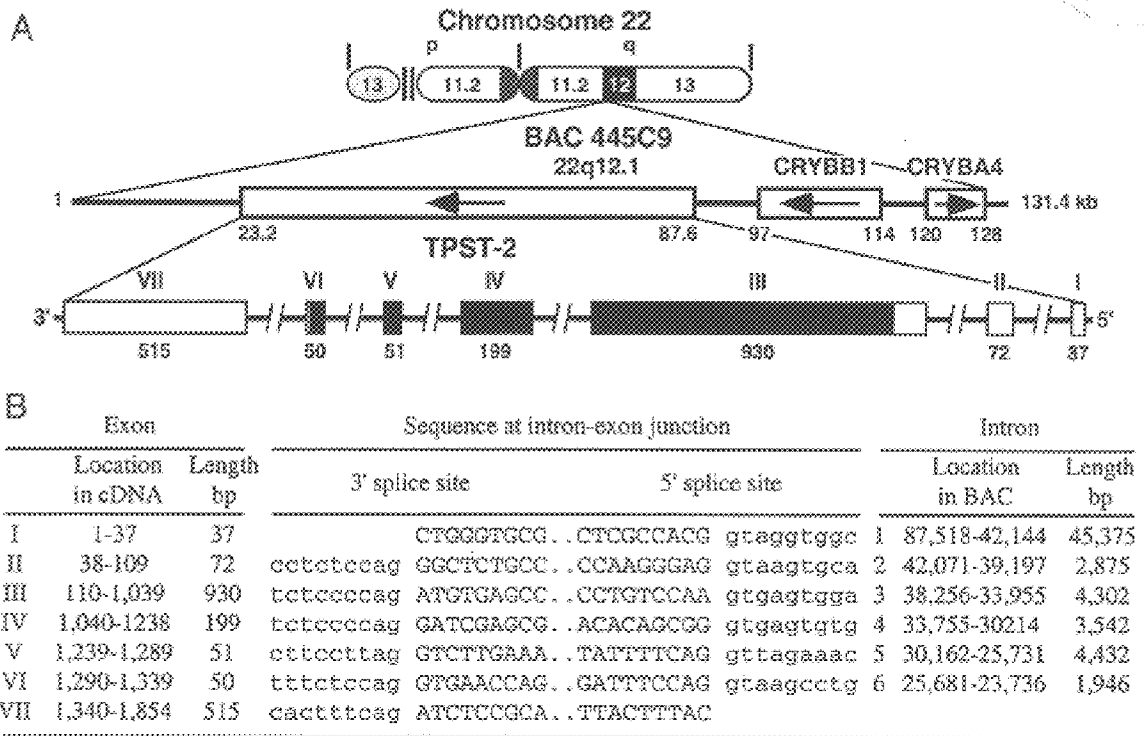 A
Chromosome 22
p q
13 11.2 11.2 12 13
BAC 445C9
22q12.1 CRYBB1 CRYBA4
1 131.4 kb
23.2 87.6 97 114 120 128
TPST-2
VII VI V IV III II I
3' 5'
515 50 51 199 930 72 37
B
Exon Sequence at intron-exon junction Intron
Location Length 3' splice site 5' splice site Location Length
in cDNA bp in BAC bp
I 1-37 37 CTGGGTGCG..CTCGCCACG gtaggtggc 1 87,518-42,144 45,375
II 38-109 72 cctctccag GGCTCTGCC..CCAAGGGAG gtaagtgca 2 42,071-39,197 2,875
III 110-1,039 930 tctccccag ATGTGAGCC..CCTGTCCAA gtgagtgga 3 38,256-33,955 4,302
IV 1,040-1238 199 tctccccag GATCGAGCG..ACACAGCGG gtgagtgtg 4 33,755-30214 3,542
V 1,239-1,289 51 cttccttag GTCTTGAAA..TATTTTCAG gttagaaac 5 30,162-25,731 4,432
VI 1,290-1,339 50 tttctccag GTGAACCAG..GATTTCCAG gtaagcctg 6 25,681-23,736 1,946
VII 1,340-1,854 515 cactttcag ATCTCCGCA..TTACTTTAC